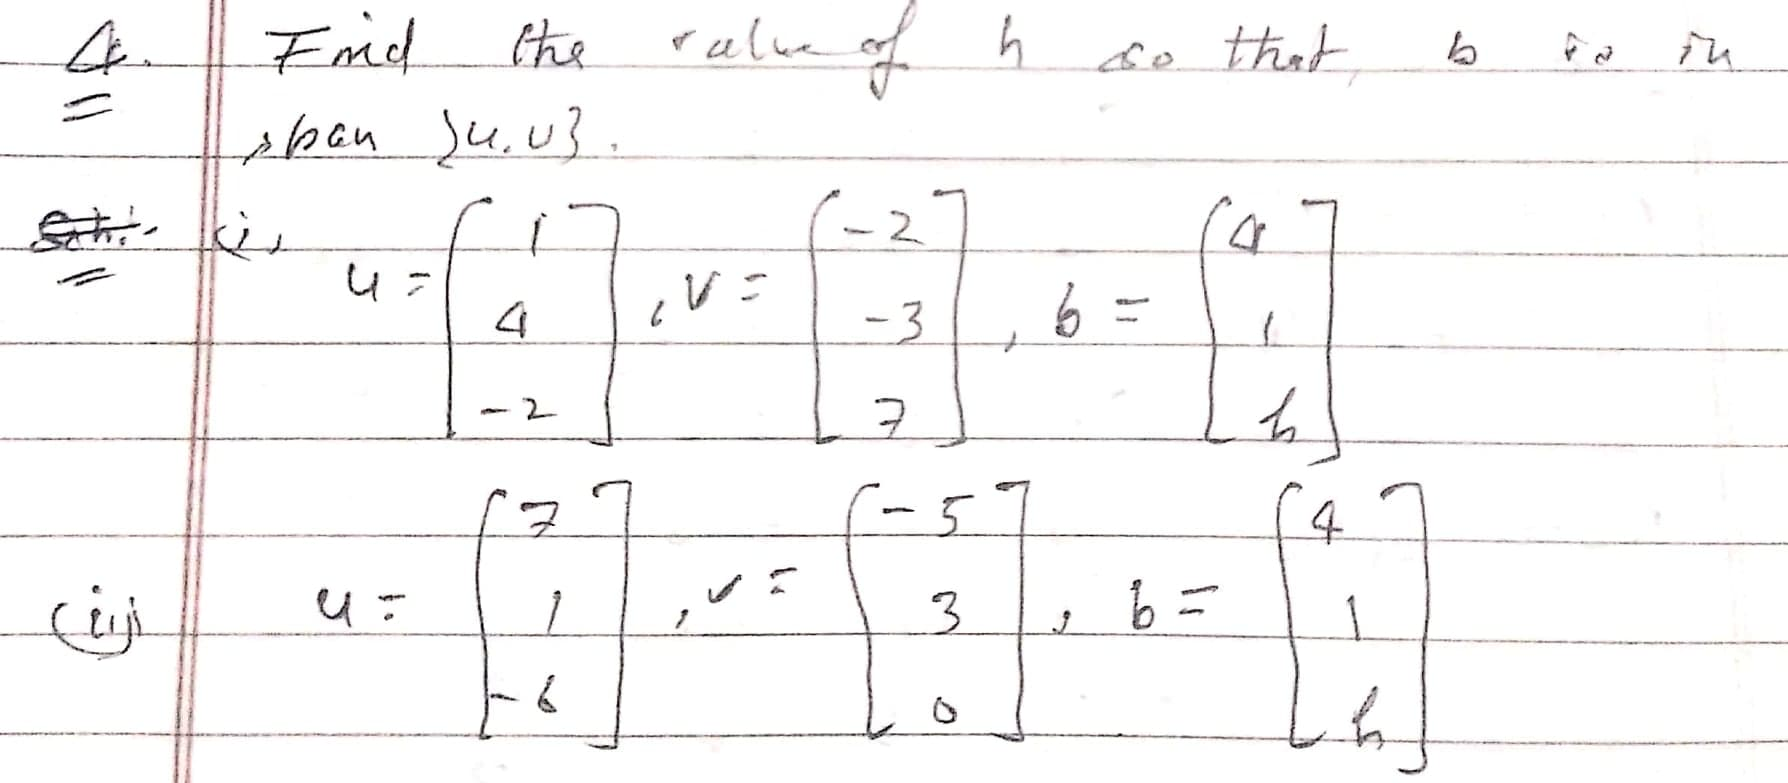 4. Find the value of h so that b is in
span {u.v}.
(i) u = [1 4 -2], v = [-2 -3 7], b = [4 1 h]
(ii) u = [7 1 -6], v = [-5 3 0], b = [4 1 h]